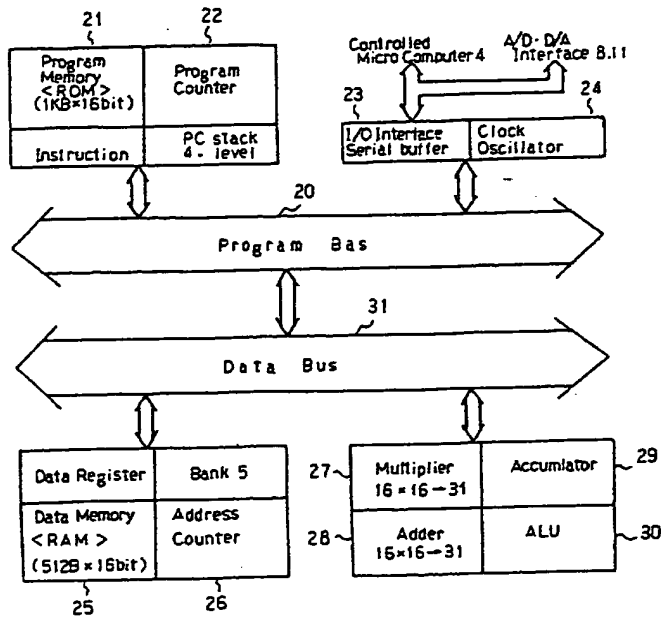 21
22
Program
Memory
<ROM>
(1KB×16bit)
Program
Counter
Instruction
PC stack
4 - level
Controlled
Micro Computer 4
A/D・D/A
Interface 8.11
23
24
I/O Interface
Serial buffer
Clock
Oscillator
20
Program Bas
31
Data Bus
Data Register
Bank 5
Data Memory
<RAM>
(512B×16bit)
Address
Counter
25
26
27
Multiplier
16×16→31
Accumlator
29
28
Adder
16×16→31
ALU
30